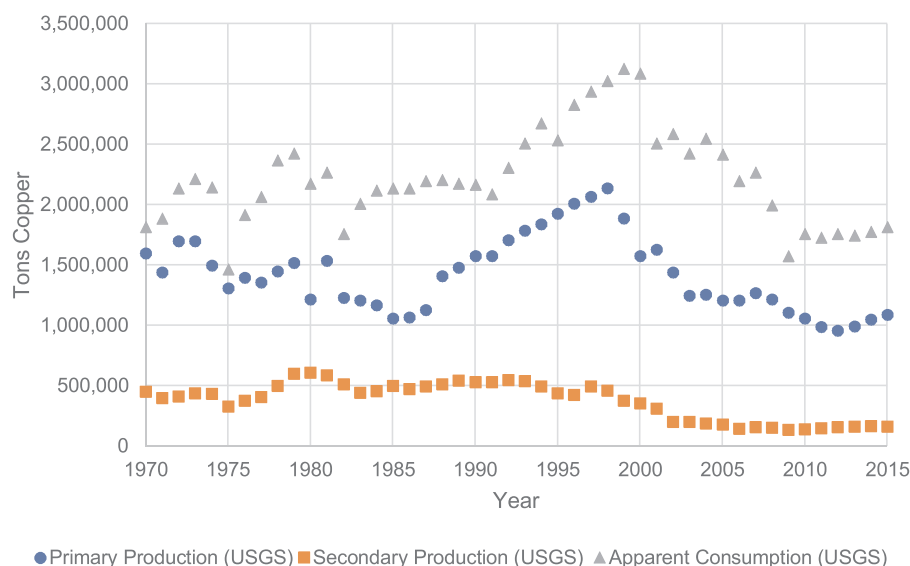 3,500,000
3,000,000
2,500,000
2,000,000
1,500,000
1,000,000
500,000
0
Tons Copper
1970 1975 1980 1985 1990 1995 2000 2005 2010 2015
Year
Primary Production (USGS) Secondary Production (USGS) Apparent Consumption (USGS)